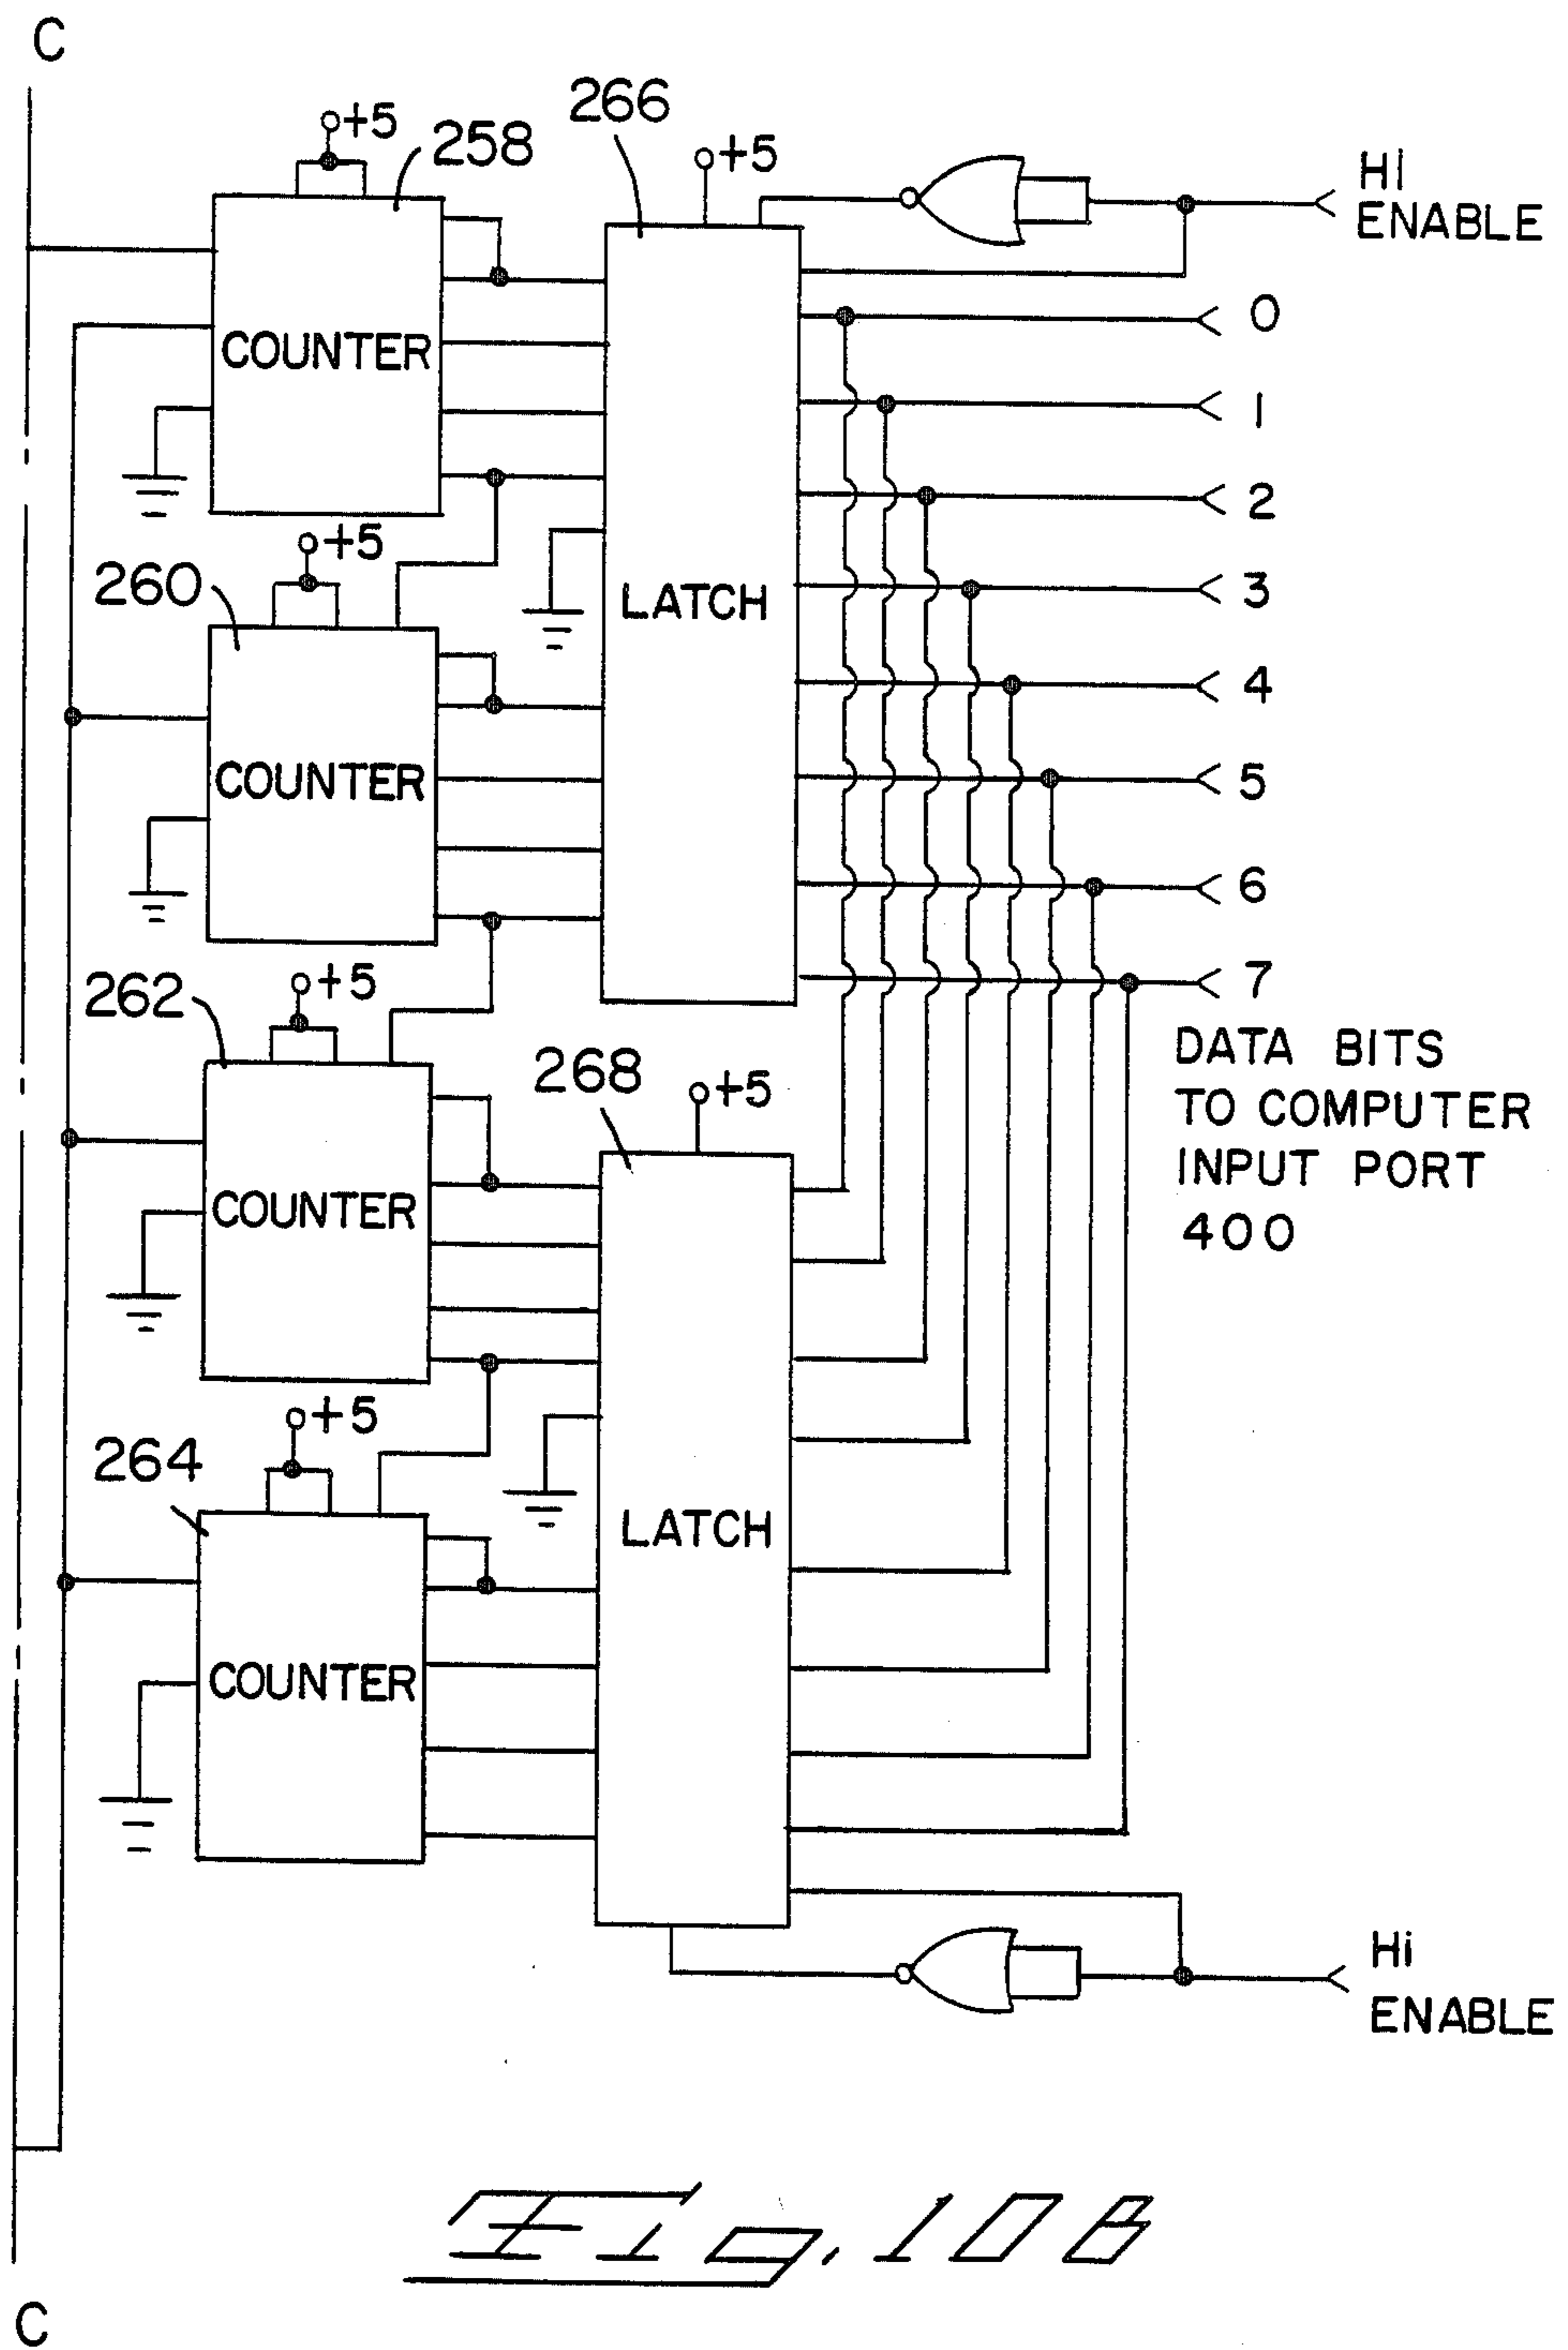 C
+5
258
266
+5
HI
ENABLE
COUNTER
0
1
2
3
4
5
6
7
LATCH
+5
260
COUNTER
DATA BITS
TO COMPUTER
INPUT PORT
400
+5
262
COUNTER
268
+5
LATCH
+5
264
COUNTER
Hi
ENABLE
Fig. 10B
C